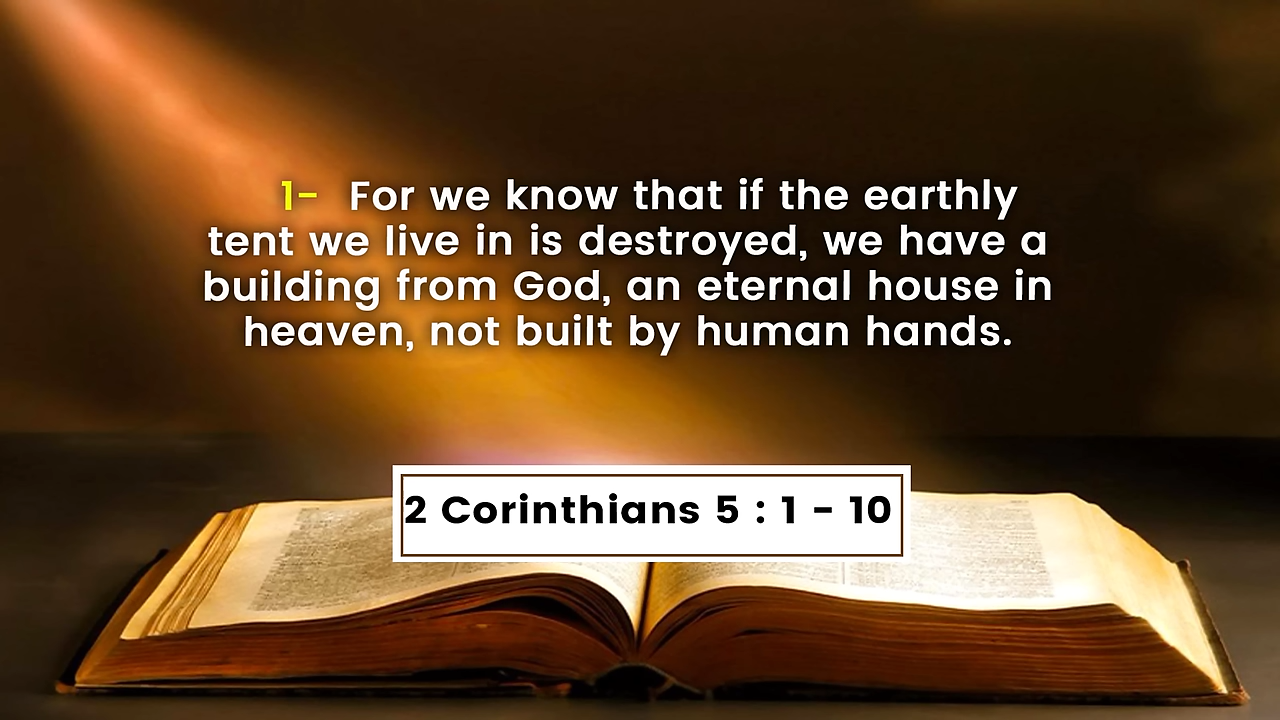 1- For we know that if the earthly
tent we live in is destroyed, we have a
building from God, an eternal house in
heaven, not built by human hands.
2 Corinthians 5 : 1 - 10